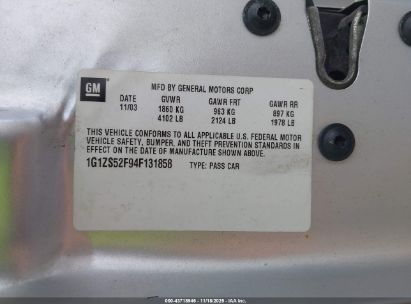 GM
MFD BY GENERAL MOTORS CORP
DATE GVWR GAWR FRT GAWR RR
11/03 1860 KG 963 KG 897 KG
4102 LB 2124 LB 1978 LB
THIS VEHICLE CONFORMS TO ALL APPLICABLE U.S. FEDERAL MOTOR
VEHICLE SAFETY, BUMPER, AND THEFT PREVENTION STANDARDS IN
EFFECT ON THE DATE OF MANUFACTURE SHOWN ABOVE.
1G1ZS52F94F131858 TYPE: PASS CAR